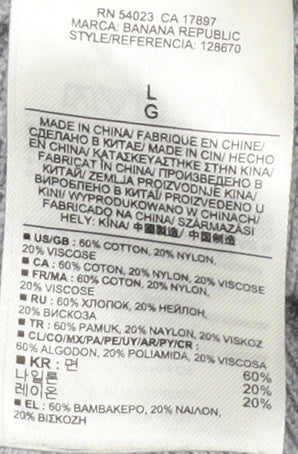 RN 54023 CA 17897
MARCA: BANANA REPUBLIC
STYLE/REFERENCIA: 128670
L
G
MADE IN CHINA/ FABRIQUE EN CHINE/
СДЕЛАНО В КИТАЕ/ MADE IN CIN/ HECHO
EN CHINA/ ΚΑΤΑΣΚΕΥΑΣΤΗΚΕ ΣΤΗΝ ΚΙΝΑ/
FABRICAT ÎN CHINA/ ПРОИЗВЕДЕНО В
КИТАЙ/ ZEMLJA PROIZVODNJE KINA/
ВИРОБЛЕНО В КИТАЇ/ PROIZVEDENO U
KINI/ WYPRODUKOWANO W CHINACH/
FABRICADO NA CHINA/ SZÁRMAZÁSI
HELY: KÍNA/ 中國製造/ 中国制造
■ US/GB : 60% COTTON, 20% NYLON,
20% VISCOSE
■ CA : 60% COTON, 20% NYLON, 20% VISCOSE
■ FR/MA : 60% COTON, 20% NYLON,
20% VISCOSE
■ RU : 60% ХЛОПОК, 20% НЕЙЛОН,
20% ВИСКОЗА
■ TR : 60% PAMUK, 20% NAYLON, 20% VISKOZ
■ CL/CO/MX/PA/PE/UY/AR/PY/CR :
60% ALGODON, 20% POLIAMIDA, 20% VISCOSA
■ KR : 면 60%
나일론 20%
레이온 20%
■ EL : 60% ΒΑΜΒΑΚΕΡΟ, 20% ΝΑΙΛΟΝ,
20% ΒΙΣΚΟΖΗ